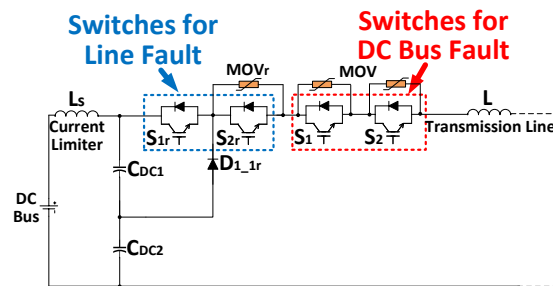 Switches for
Line Fault
Switches for
DC Bus Fault
MOVr
MOV
Ls
Current
Limiter
S1r
S2r
S1
S2
L
Transmission Line
D1_1r
CDC1
DC
Bus
CDC2